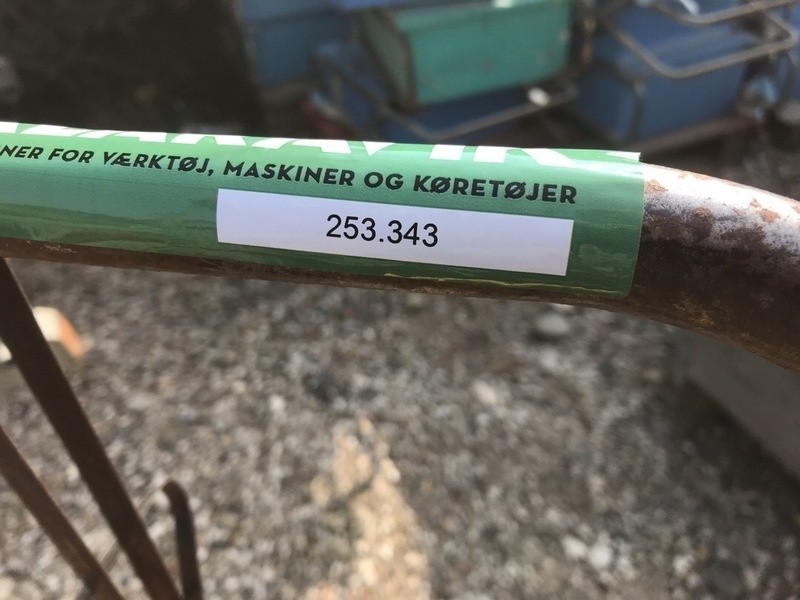 NER FOR VÆRKTØJ, MASKINER OG KØRETØJER
253.343